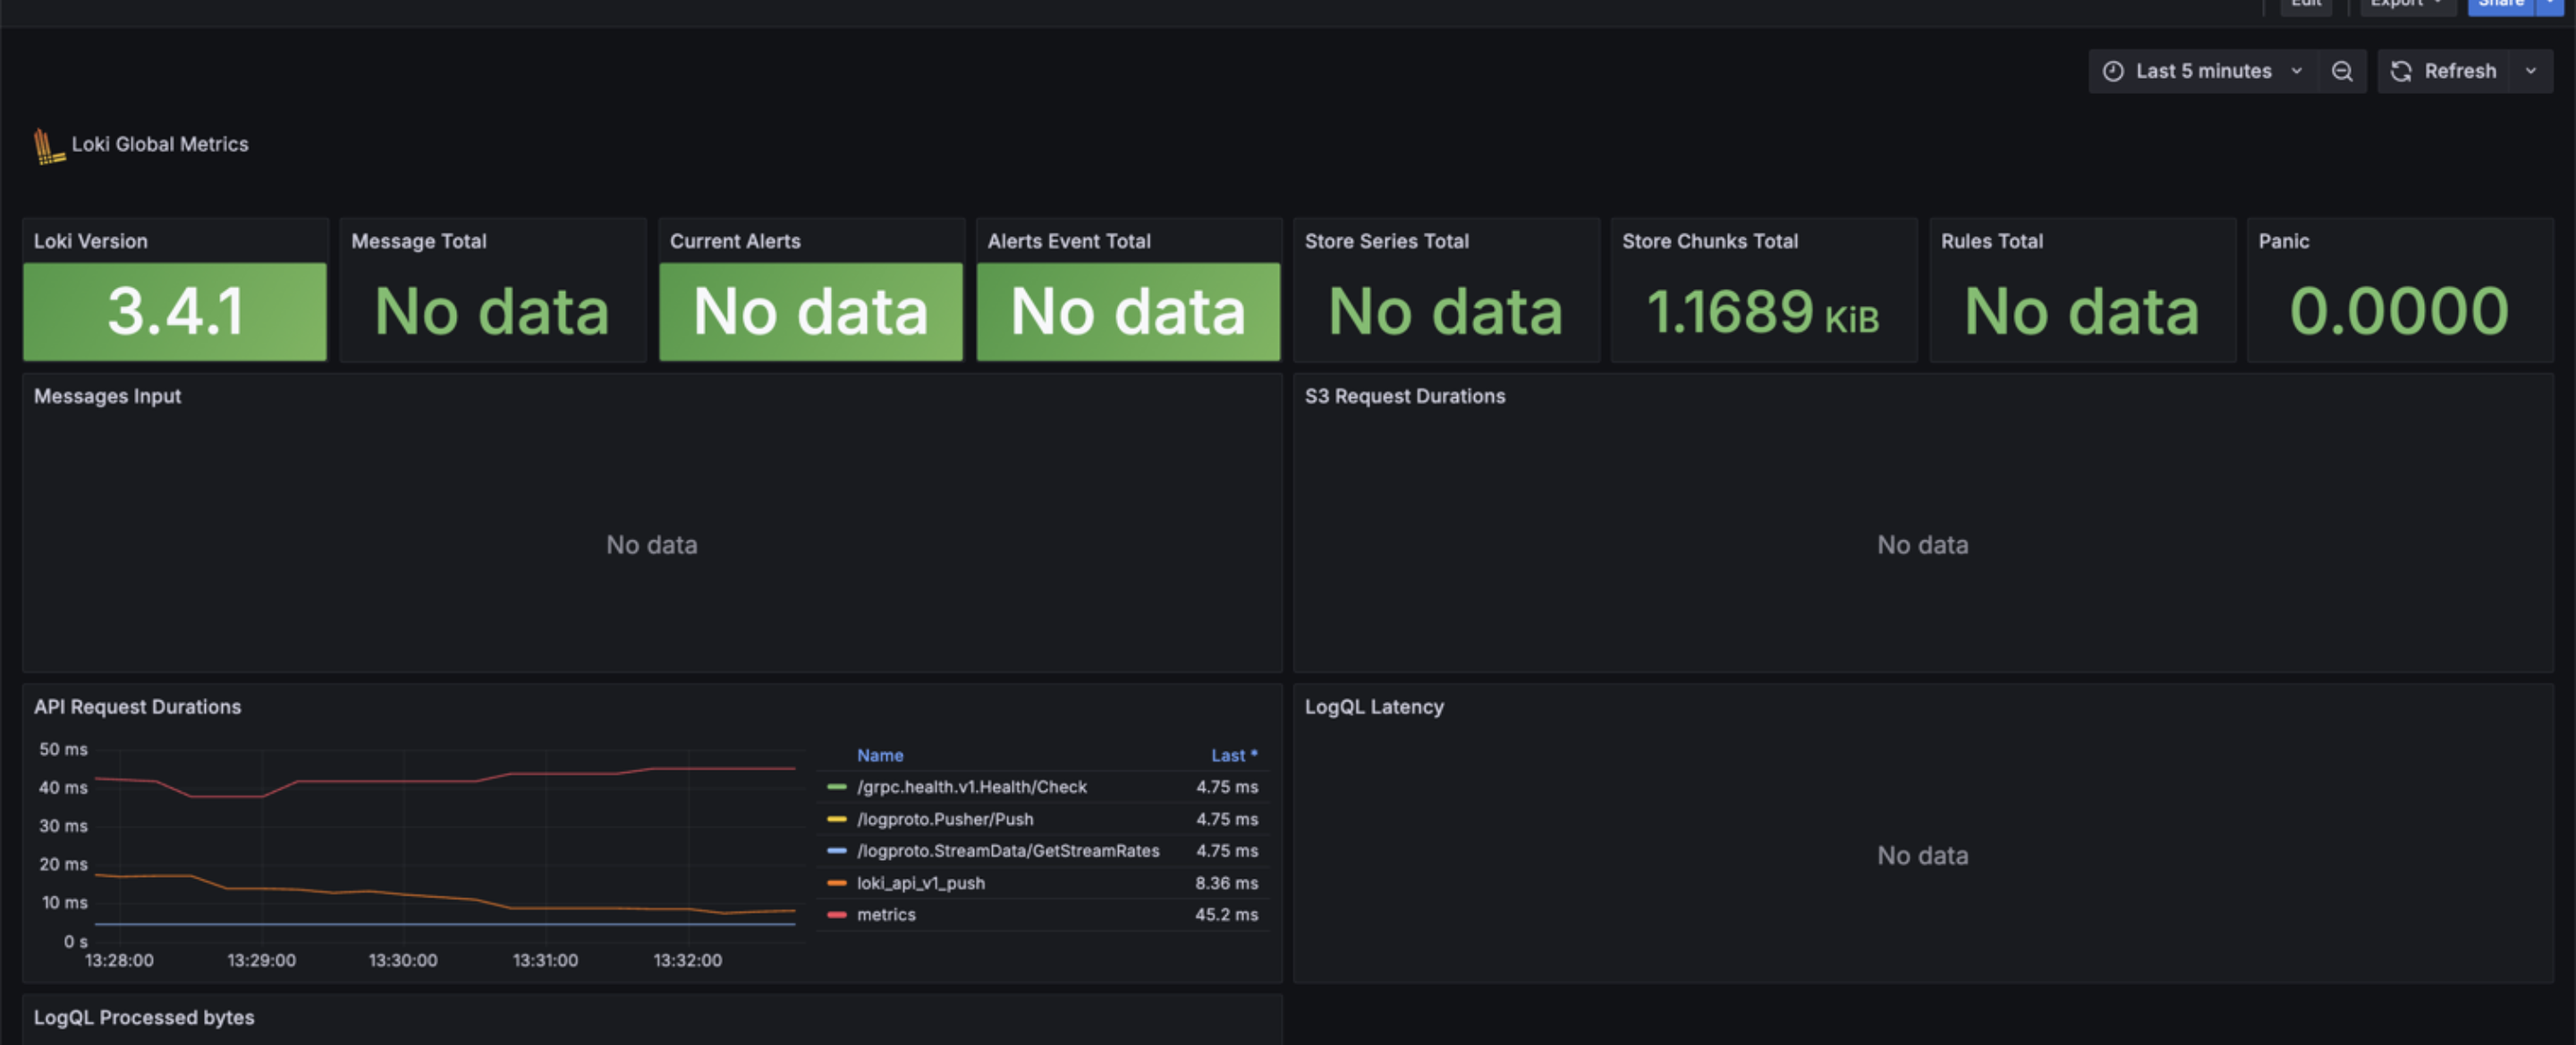 Edit Export Share
Last 5 minutes Refresh
Loki Global Metrics
Loki Version
3.4.1
Message Total
No data
Current Alerts
No data
Alerts Event Total
No data
Store Series Total
No data
Store Chunks Total
1.1689 KiB
Rules Total
No data
Panic
0.0000
Messages Input
No data
S3 Request Durations
No data
API Request Durations
50 ms
40 ms
30 ms
20 ms
10 ms
0 s
13:28:00 13:29:00 13:30:00 13:31:00 13:32:00
Name Last *
/grpc.health.v1.Health/Check 4.75 ms
/logproto.Pusher/Push 4.75 ms
/logproto.StreamData/GetStreamRates 4.75 ms
loki_api_v1_push 8.36 ms
metrics 45.2 ms
LogQL Latency
No data
LogQL Processed bytes